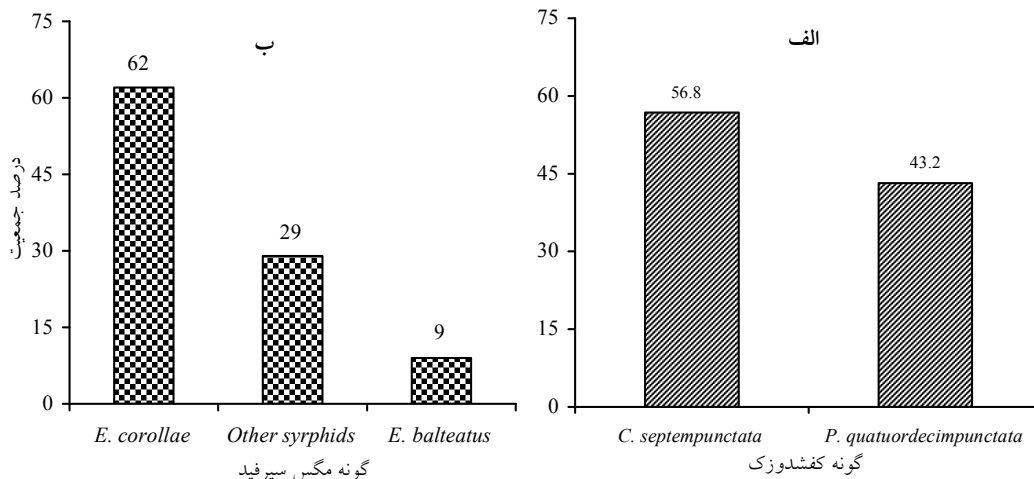 ب
درصد جمعیت
75
60
45
30
15
0
62
29
9
E. corollae
Other syrphids
E. balteatus
گونه مگس سیرفید
الف
75
60
45
30
15
0
56.8
43.2
C. septempunctata
P. quatuordecimpunctata
گونه کفشدوزک